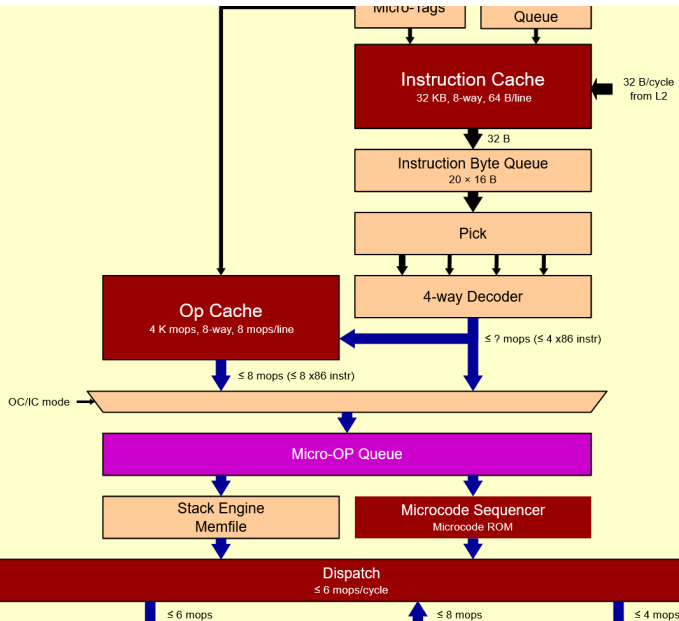 Micro-Tags
Queue
Instruction Cache
32 KB, 8-way, 64 B/line
32 B/cycle
from L2
32 B
Instruction Byte Queue
20 × 16 B
Pick
4-way Decoder
Op Cache
4 K mops, 8-way, 8 mops/line
≤ ? mops (≤ 4 x86 instr)
≤ 8 mops (≤ 8 x86 instr)
OC/IC mode
Micro-OP Queue
Stack Engine
Memfile
Microcode Sequencer
Microcode ROM
Dispatch
≤ 6 mops/cycle
≤ 6 mops
≤ 8 mops
≤ 4 mops